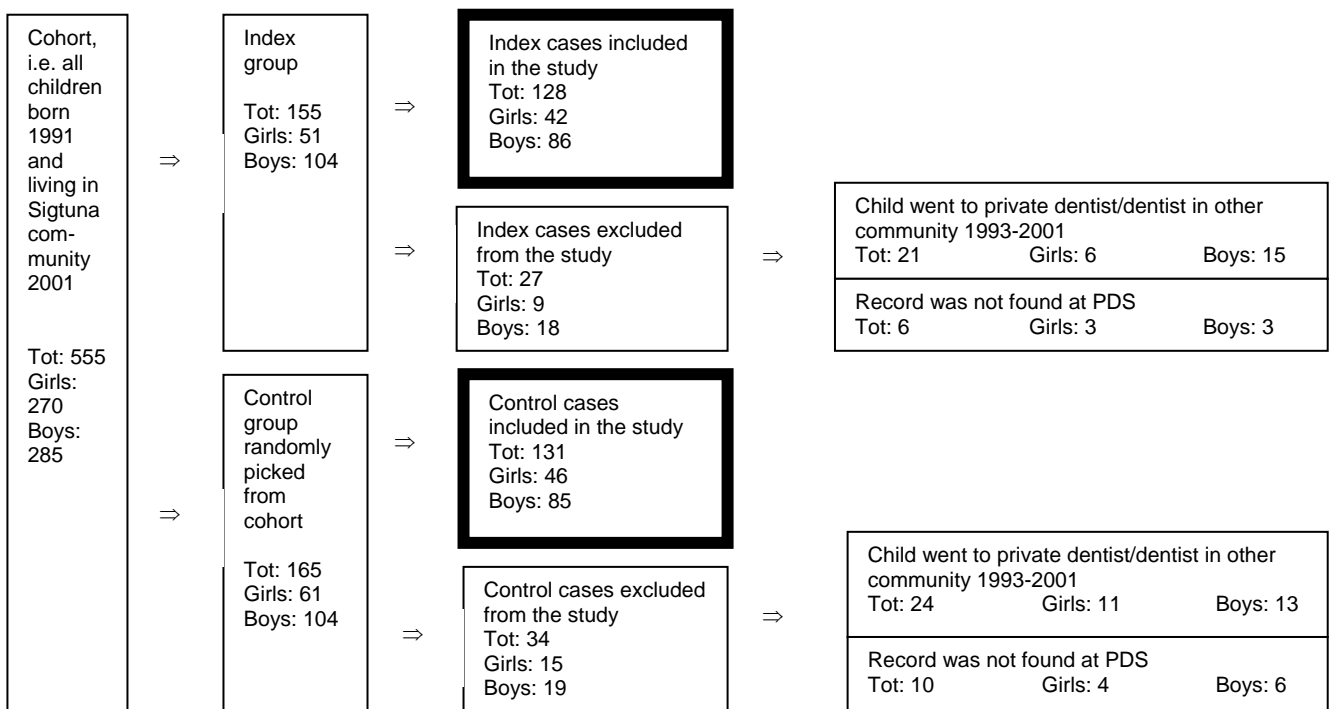 Cohort,
i.e. all
children
born
1991
and
living in
Sigtuna
com-
munity
2001
Tot: 555
Girls:
270
Boys:
285
⇒
⇒
Index
group
Tot: 155
Girls: 51
Boys: 104
⇒
⇒
Index cases included
in the study
Tot: 128
Girls: 42
Boys: 86
Index cases excluded
from the study
Tot: 27
Girls: 9
Boys: 18
⇒
Child went to private dentist/dentist in other
community 1993-2001
Tot: 21 Girls: 6 Boys: 15
Record was not found at PDS
Tot: 6 Girls: 3 Boys: 3
Control
group
randomly
picked
from
cohort
Tot: 165
Girls: 61
Boys: 104
⇒
⇒
Control cases
included in the study
Tot: 131
Girls: 46
Boys: 85
Control cases excluded
from the study
Tot: 34
Girls: 15
Boys: 19
⇒
Child went to private dentist/dentist in other
community 1993-2001
Tot: 24 Girls: 11 Boys: 13
Record was not found at PDS
Tot: 10 Girls: 4 Boys: 6